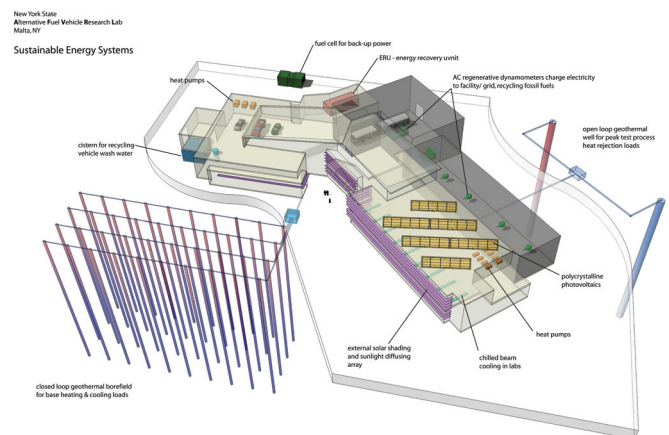 New York State
Alternative Fuel Vehicle Research Lab
Malta, NY
Sustainable Energy Systems
fuel cell for back-up power
ERU - energy recovery uvnit
heat pumps
AC regenerative dynamometers charge electricity
to facility/ grid, recycling fossil fuels
open loop geothermal
well for peak test process
heat rejection loads
cistern for recycling
vehicle wash water
polycrystalline
photovoltaics
heat pumps
external solar shading
and sunlight diffusing
array
chilled beam
cooling in labs
closed loop geothermal borefield
for base heating & cooling loads